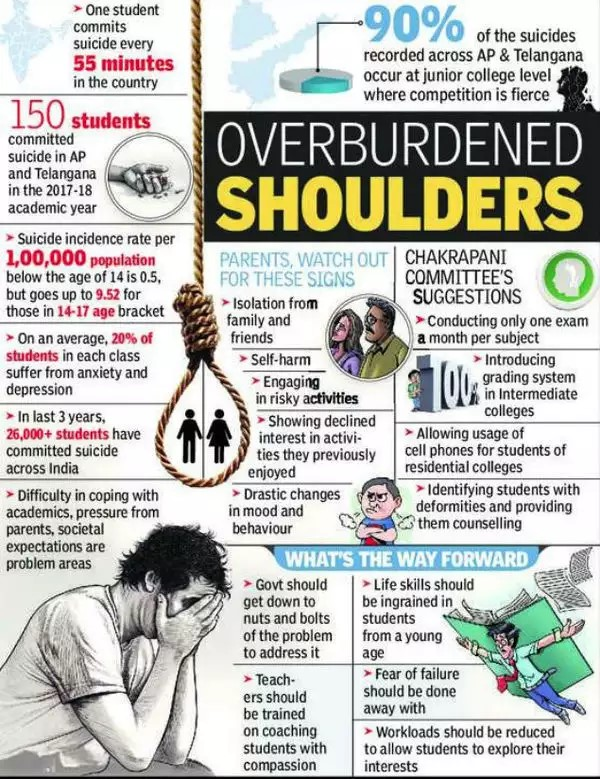 ➤ One student
commits
suicide every
55 minutes
in the country
90% of the suicides
recorded across AP & Telangana
occur at junior college level
where competition is fierce
150 students
committed
suicide in AP
and Telangana
in the 2017-18
academic year
OVERBURDENED
SHOULDERS
➤ Suicide incidence rate per
1,00,000 population
below the age of 14 is 0.5,
but goes up to 9.52 for
those in 14-17 age bracket
➤ On an average, 20% of
students in each class
suffer from anxiety and
depression
➤ In last 3 years,
26,000+ students have
committed suicide
across India
➤ Difficulty in coping with
academics, pressure from
parents, societal
expectations are
problem areas
PARENTS, WATCH OUT
FOR THESE SIGNS
➤ Isolation from
family and
friends
➤ Self-harm
➤ Engaging
in risky activities
➤ Showing declined
interest in activi-
ties they previously
enjoyed
➤ Drastic changes
in mood and
behaviour
CHAKRAPANI
COMMITTEE'S
SUGGESTIONS
➤ Conducting only one exam
a month per subject
100%
➤ Introducing
grading system
in Intermediate
colleges
➤ Allowing usage of
cell phones for students of
residential colleges
➤ Identifying students with
deformities and providing
them counselling
WHAT'S THE WAY FORWARD
➤ Govt should
get down to
nuts and bolts
of the problem
to address it
➤ Teach-
ers should
be trained
on coaching
students with
compassion
➤ Life skills should
be ingrained in
students
from a young
age
➤ Fear of failure
should be done
away with
➤ Workloads should be reduced
to allow students to explore their
interests